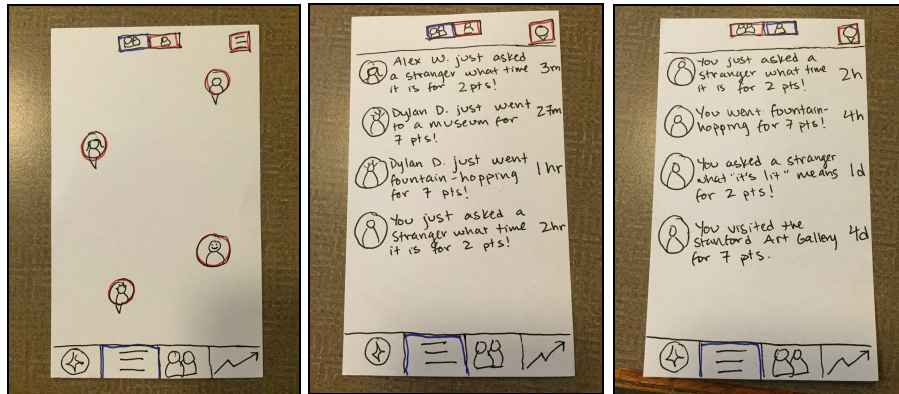 Alex W. just asked
a stranger what time
it is for 2 pts!
3m
Dylan D. just went
to a museum for
7 pts!
27m
Dylan D. just went
fountain-hopping
for 7 pts!
1hr
You just asked a
stranger what time
it is for 2 pts!
2hr
You just asked a
stranger what time
it is for 2 pts!
2h
You went fountain-
hopping for 7 pts!
4h
You asked a stranger
what "it's lit" means
for 2 pts!
1d
You visited the
Stanford Art Gallery
for 7 pts.
4d